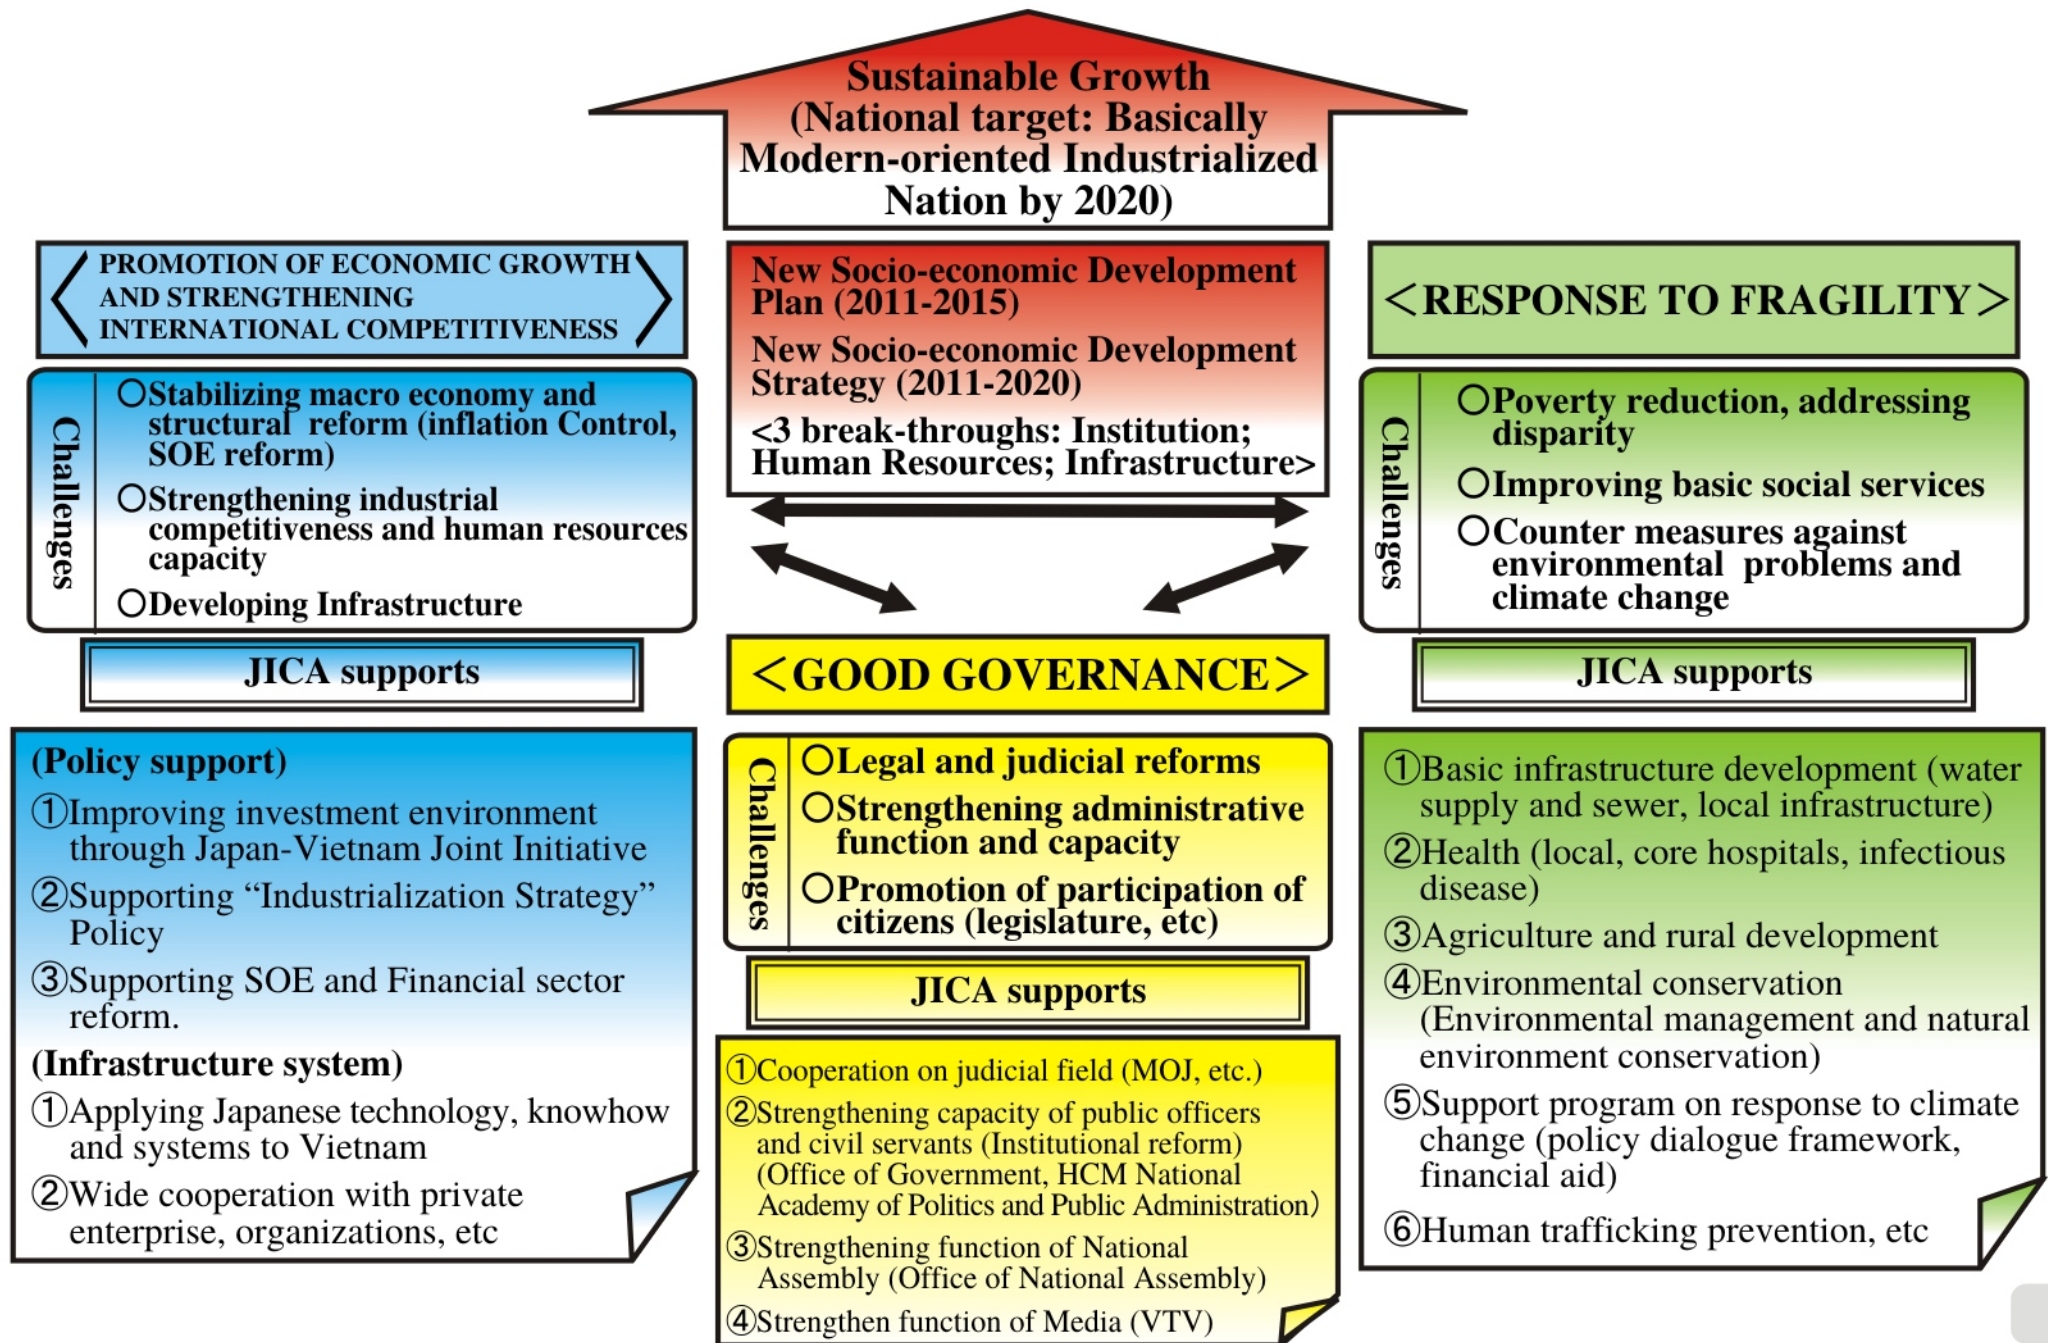 Sustainable Growth
(National target: Basically
Modern-oriented Industrialized
Nation by 2020)
＜PROMOTION OF ECONOMIC GROWTH
AND STRENGTHENING
INTERNATIONAL COMPETITIVENESS＞
Challenges
○Stabilizing macro economy and
structural reform (inflation Control,
SOE reform)
○Strengthening industrial
competitiveness and human resources
capacity
○Developing Infrastructure
JICA supports
(Policy support)
①Improving investment environment
through Japan-Vietnam Joint Initiative
②Supporting “Industrialization Strategy”
Policy
③Supporting SOE and Financial sector
reform.
(Infrastructure system)
①Applying Japanese technology, knowhow
and systems to Vietnam
②Wide cooperation with private
enterprise, organizations, etc
New Socio-economic Development
Plan (2011-2015)
New Socio-economic Development
Strategy (2011-2020)
<3 break-throughs: Institution;
Human Resources; Infrastructure>
＜GOOD GOVERNANCE＞
Challenges
○Legal and judicial reforms
○Strengthening administrative
function and capacity
○Promotion of participation of
citizens (legislature, etc)
JICA supports
①Cooperation on judicial field (MOJ, etc.)
②Strengthening capacity of public officers
and civil servants (Institutional reform)
(Office of Government, HCM National
Academy of Politics and Public Administration）
③Strengthening function of National
Assembly (Office of National Assembly)
④Strengthen function of Media (VTV)
＜RESPONSE TO FRAGILITY＞
Challenges
○Poverty reduction, addressing
disparity
○Improving basic social services
○Counter measures against
environmental problems and
climate change
JICA supports
①Basic infrastructure development (water
supply and sewer, local infrastructure)
②Health (local, core hospitals, infectious
disease)
③Agriculture and rural development
④Environmental conservation
(Environmental management and natural
environment conservation)
⑤Support program on response to climate
change (policy dialogue framework,
financial aid)
⑥Human trafficking prevention, etc